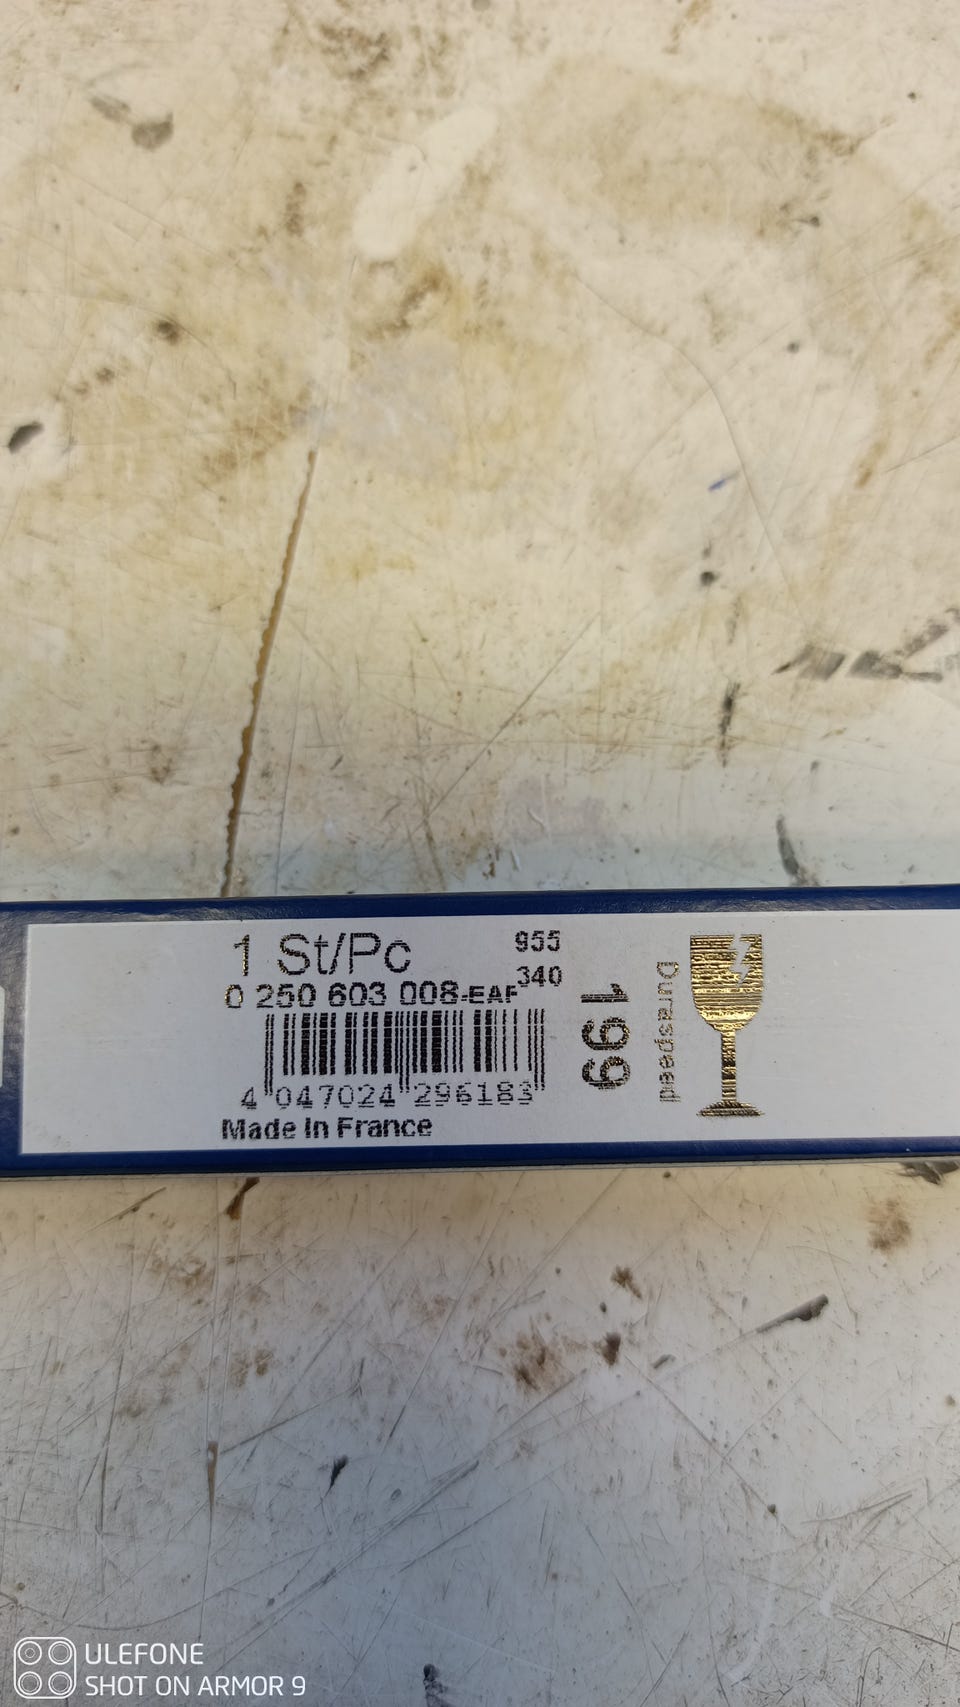 1 St/Pc
955
340
0 250 603 008-EAF
4 047024 296183
Made In France
199
Duraspeed
ULEFONE
SHOT ON ARMOR 9